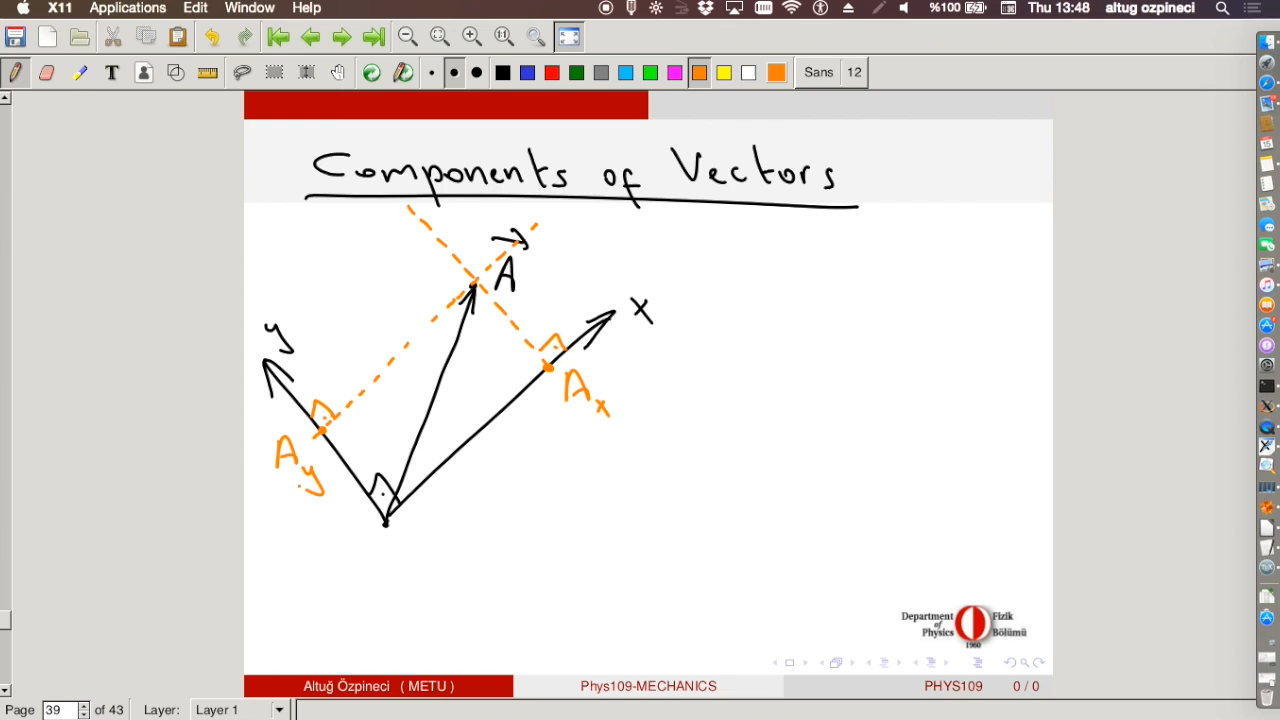 X11 Applications Edit Window Help %100 Thu 13:48 altug ozpineci
Sans 12
Components of Vectors
A
x
y
Ax
Ay
Department of Physics
Fizik Bölümü
1960
Altuğ Özpineci ( METU ) Phys109-MECHANICS PHYS109 0 / 0
Page 39 of 43 Layer: Layer 1